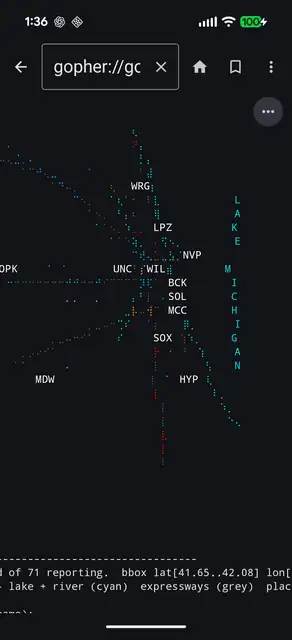 1:36
100
gopher://gc
WRG
L
A
LPZ
K
E
NVP
OPK
UNC
WIL
M
BCK
I
SOL
C
MCC
H
I
SOX
G
A
MDW
HYP
N
--------------------------------
d of 71 reporting. bbox lat[41.65..42.08] lon[
lake + river (cyan) expressways (grey) plac